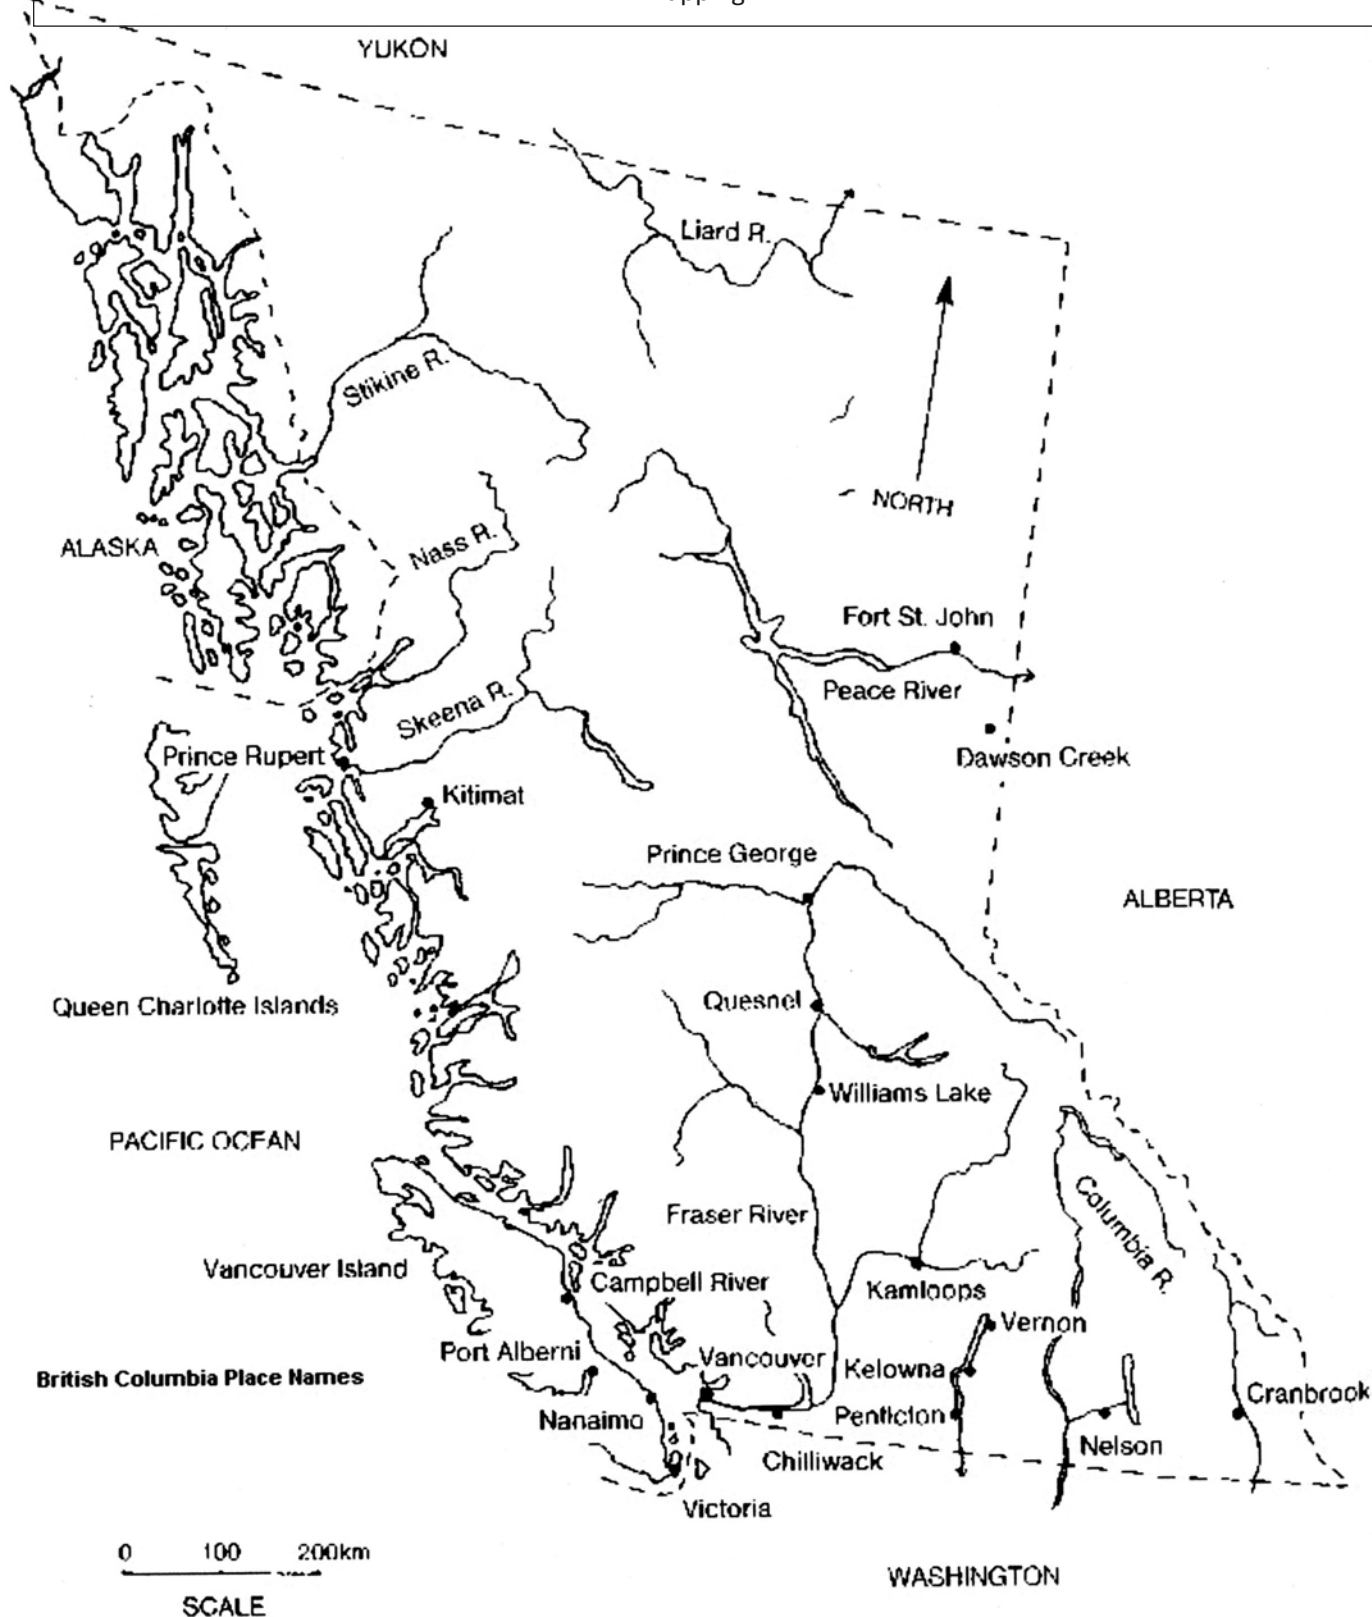 YUKON
Liard R.
Stikine R.
NORTH
ALASKA
Nass R.
Fort St. John
Peace River
Skeena R.
Prince Rupert
Dawson Creek
Kitimat
Prince George
ALBERTA
Queen Charlotte Islands
Quesnel
Williams Lake
PACIFIC OCEAN
Columbia R.
Fraser River
Vancouver Island
Campbell River
Kamloops
Vernon
Port Alberni
Vancouver
Kelowna
British Columbia Place Names
Cranbrook
Nanaimo
Penticton
Nelson
Chilliwack
Victoria
0 100 200km
WASHINGTON
SCALE